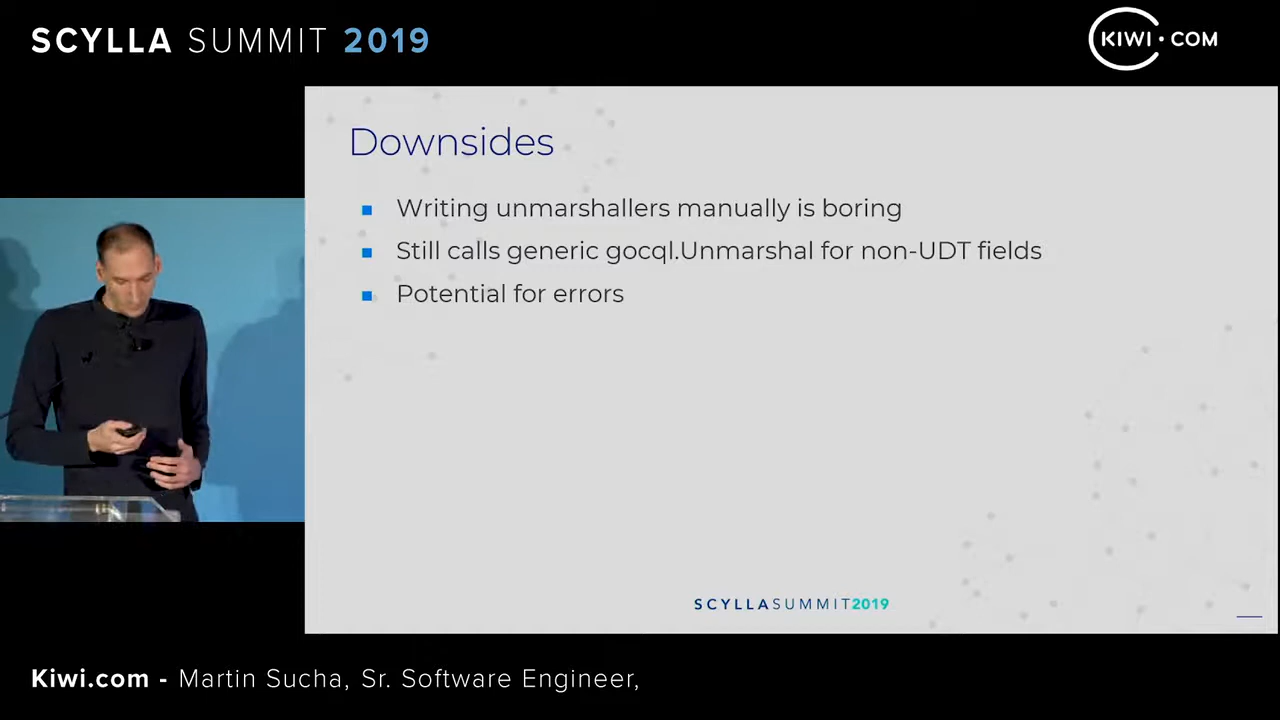 SCYLLA SUMMIT 2019
KIWI.COM
Downsides
Writing unmarshallers manually is boring
Still calls generic gocql.Unmarshal for non-UDT fields
Potential for errors
SCYLLASUMMIT2019
Kiwi.com - Martin Sucha, Sr. Software Engineer,